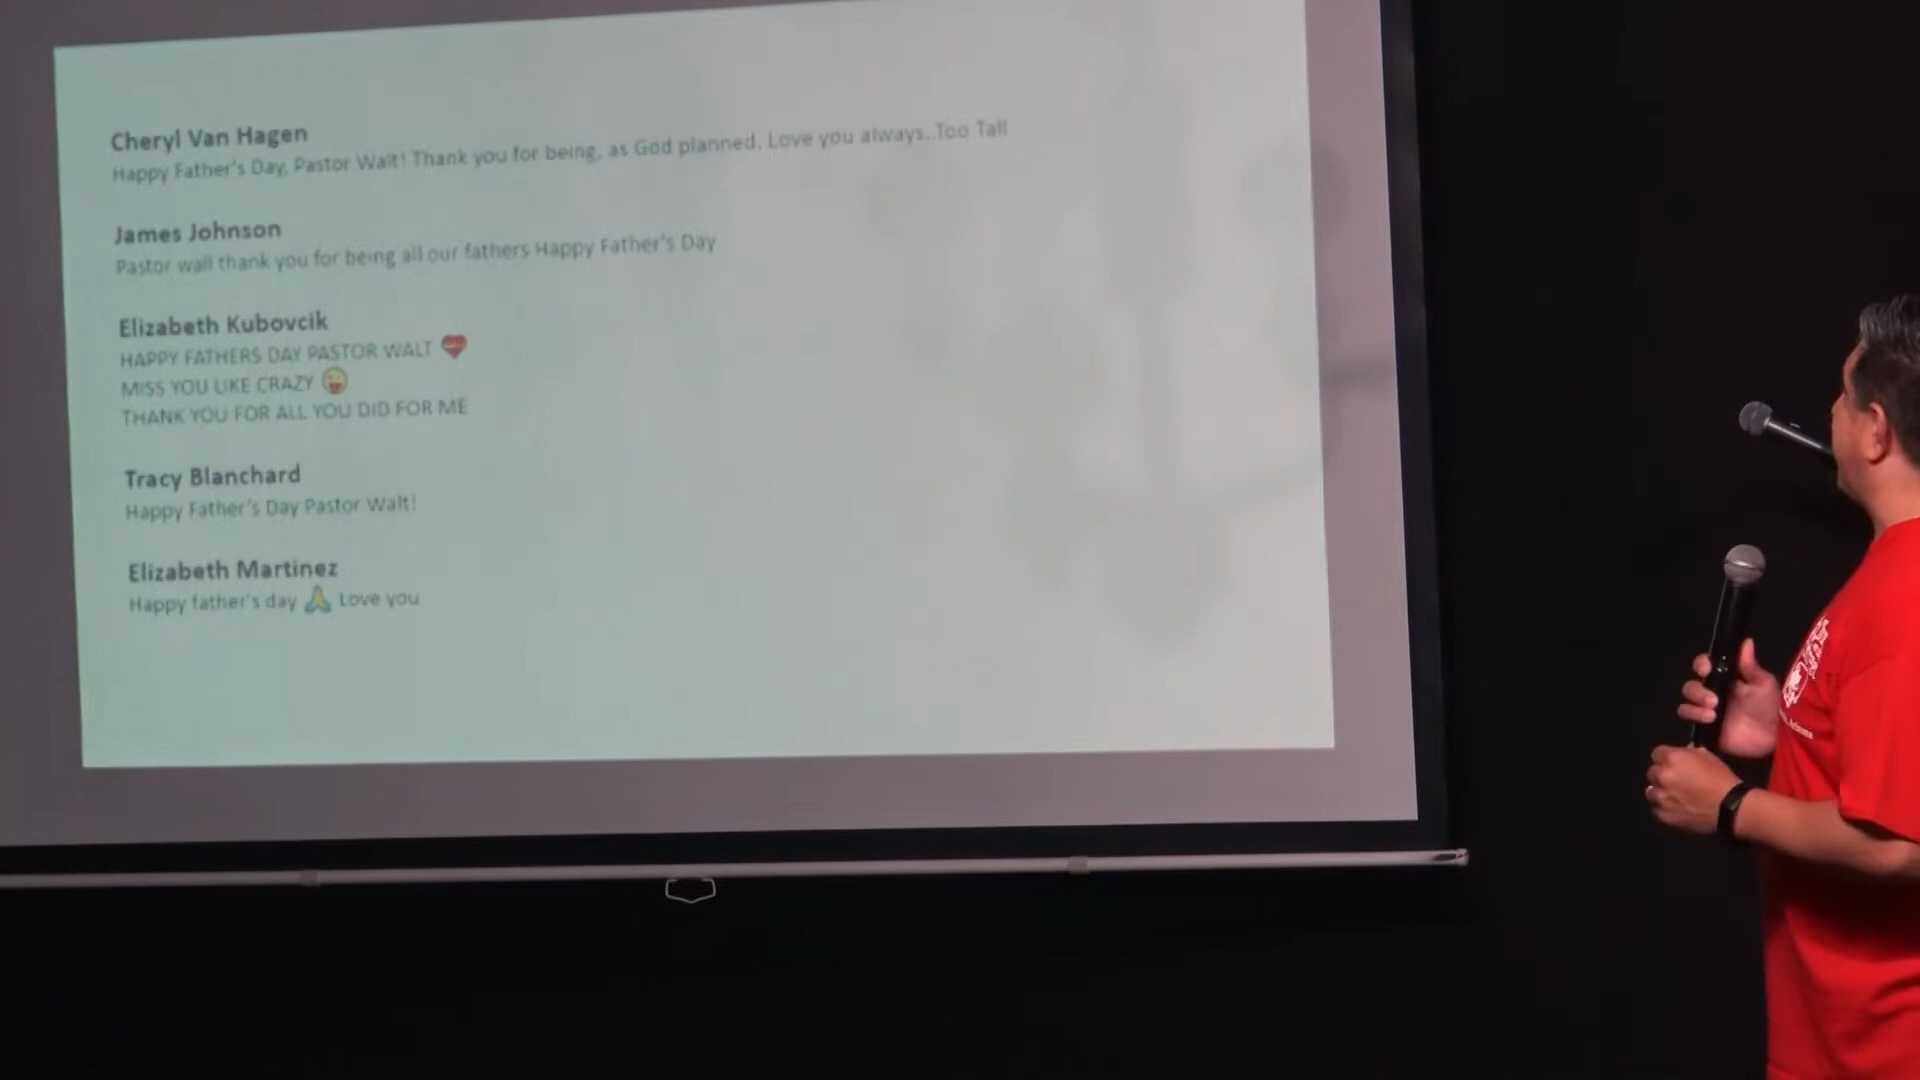 Cheryl Van Hagen
Happy Father's Day, Pastor Walt! Thank you for being, as God planned. Love you always..Too Tall
James Johnson
Pastor wall thank you for being all our fathers Happy Father's Day
Elizabeth Kubovcik
HAPPY FATHERS DAY PASTOR WALT ❤️
MISS YOU LIKE CRAZY 😜
THANK YOU FOR ALL YOU DID FOR ME
Tracy Blanchard
Happy Father's Day Pastor Walt!
Elizabeth Martinez
Happy father's day 🙏 Love you